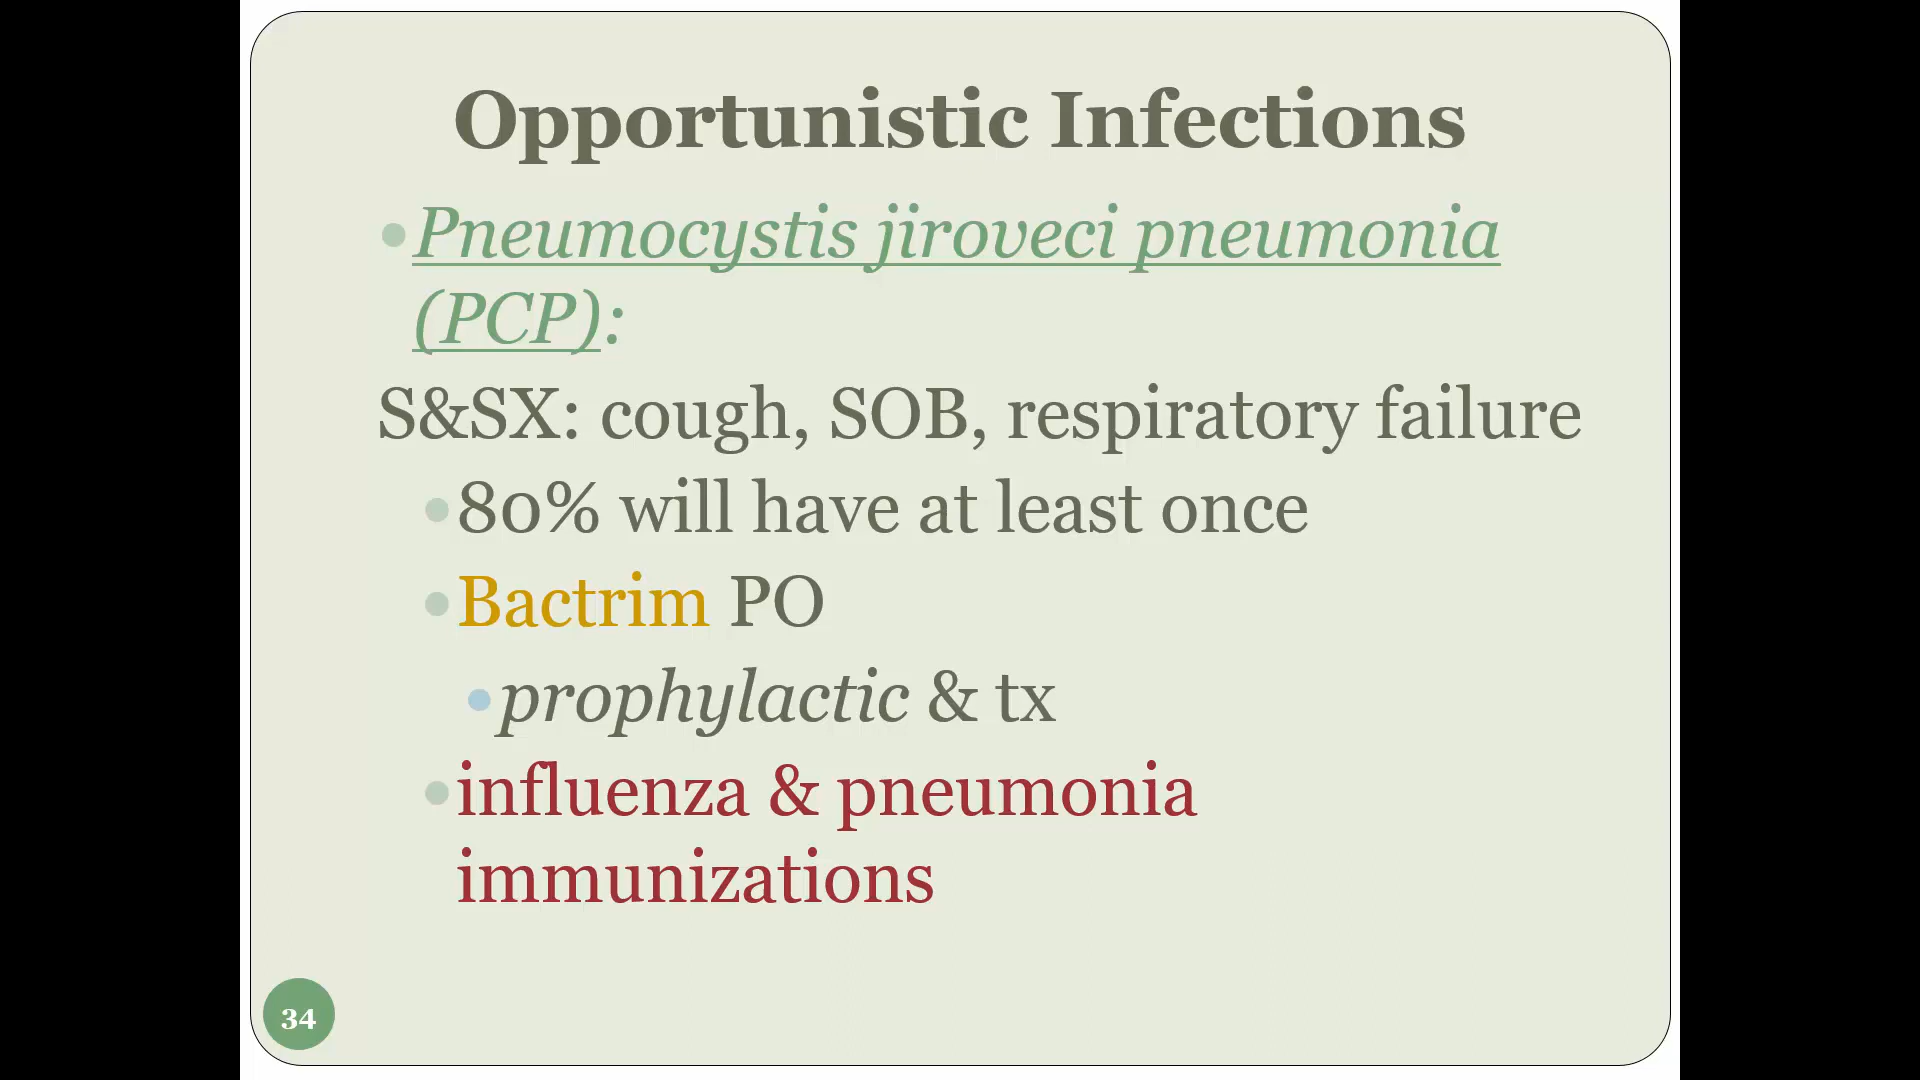 Opportunistic Infections
•Pneumocystis jiroveci pneumonia
(PCP):
S&SX: cough, SOB, respiratory failure
•80% will have at least once
•Bactrim PO
•prophylactic & tx
•influenza & pneumonia
immunizations
34